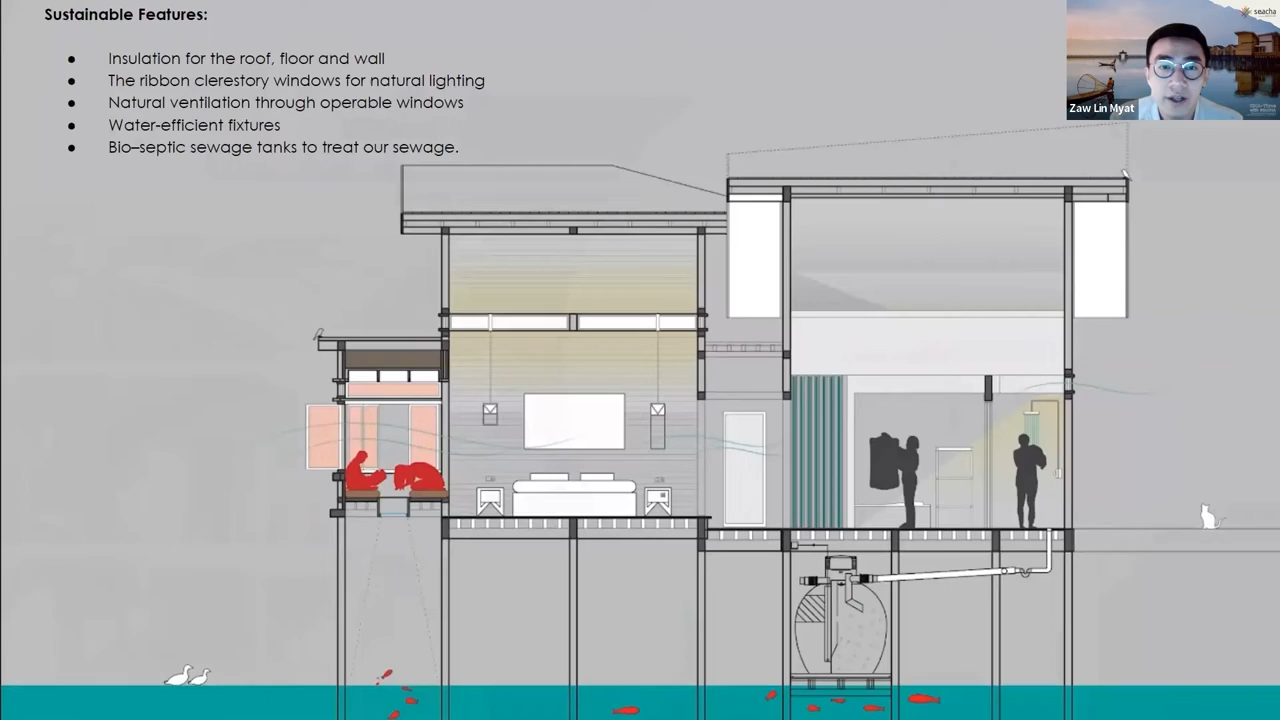 Sustainable Features:
● Insulation for the roof, floor and wall
● The ribbon clerestory windows for natural lighting
● Natural ventilation through operable windows
● Water-efficient fixtures
● Bio–septic sewage tanks to treat our sewage.
seacha
Zaw Lin Myat